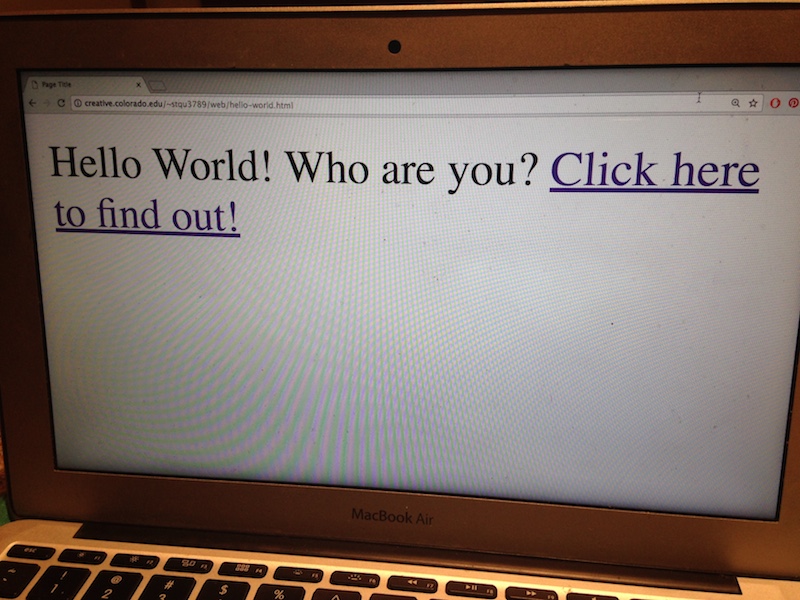 Page Title
creative.colorado.edu/~stqu3789/web/hello-world.html
Hello World! Who are you? Click here
to find out!
MacBook Air
esc F1 F2 F3 F4 F5 F6 F7 F8 F9
! @ # $ %
1 2 3 4 5